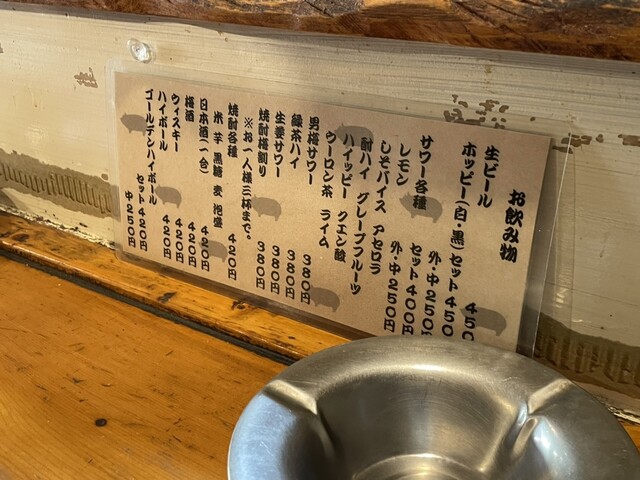 お飲み物
生ビール 450
ホッピー(白・黒)セット 450
外・中250円
サワー各種 セット400円
レモン 外・中250円
しそバイス アセロラ
酎ハイ グレープフルーツ
ハイッピー クエン酸
ウーロン茶 ライム
男梅サワー 380円
緑茶ハイ 380円
生姜サワー 380円
焼酎梅割り 380円
※お一人様三杯まで。
焼酎各種 420円
米 芋 黒糖 麦 泡盛
日本酒(一合) 420円
梅酒 420円
ウィスキー 420円
ハイボール 420円
ゴールデンハイボール セット420円
中250円